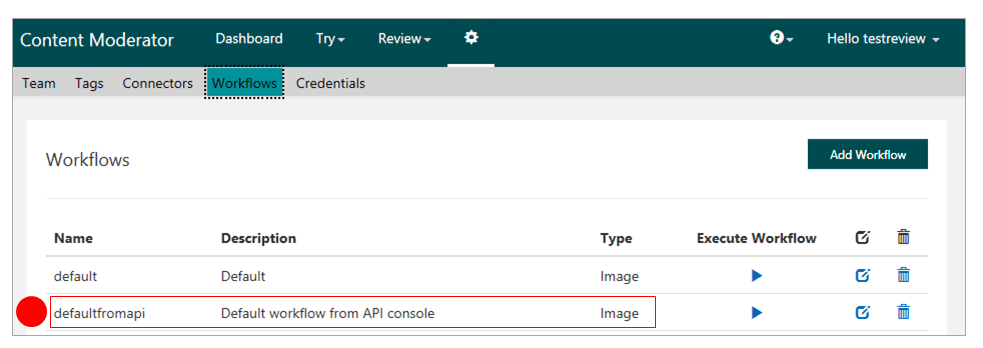 Content Moderator Dashboard Try Review ? Hello testreview
Team Tags Connectors Workflows Credentials
Workflows Add Workflow
Name Description Type Execute Workflow
default Default Image
defaultfromapi Default workflow from API console Image